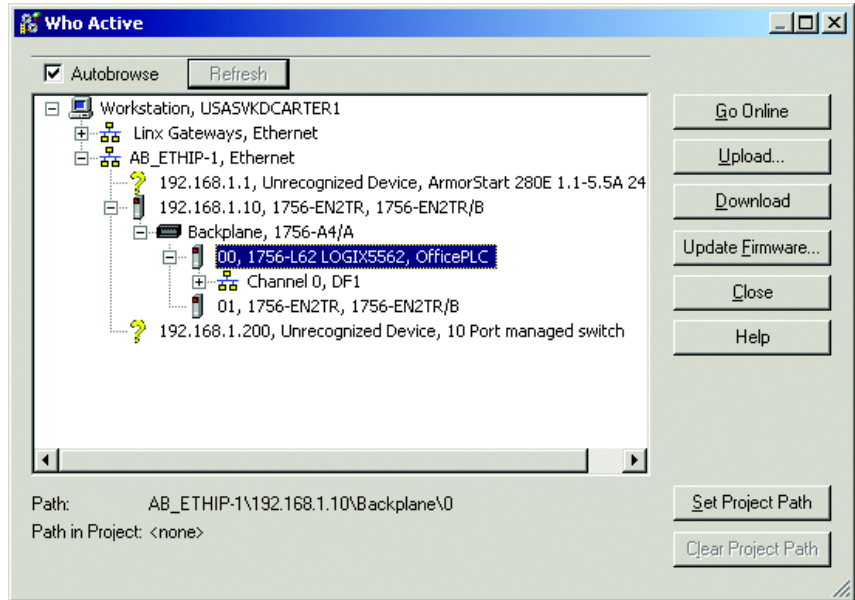 Who Active
Autobrowse
Refresh
Workstation, USASVKDCARTER1
Linx Gateways, Ethernet
AB_ETHIP-1, Ethernet
192.168.1.1, Unrecognized Device, ArmorStart 280E 1.1-5.5A 24
192.168.1.10, 1756-EN2TR, 1756-EN2TR/B
Backplane, 1756-A4/A
00, 1756-L62 LOGIX5562, OfficePLC
Channel 0, DF1
01, 1756-EN2TR, 1756-EN2TR/B
192.168.1.200, Unrecognized Device, 10 Port managed switch
Go Online
Upload...
Download
Update Firmware...
Close
Help
Path: AB_ETHIP-1\192.168.1.10\Backplane\0
Path in Project: <none>
Set Project Path
Clear Project Path